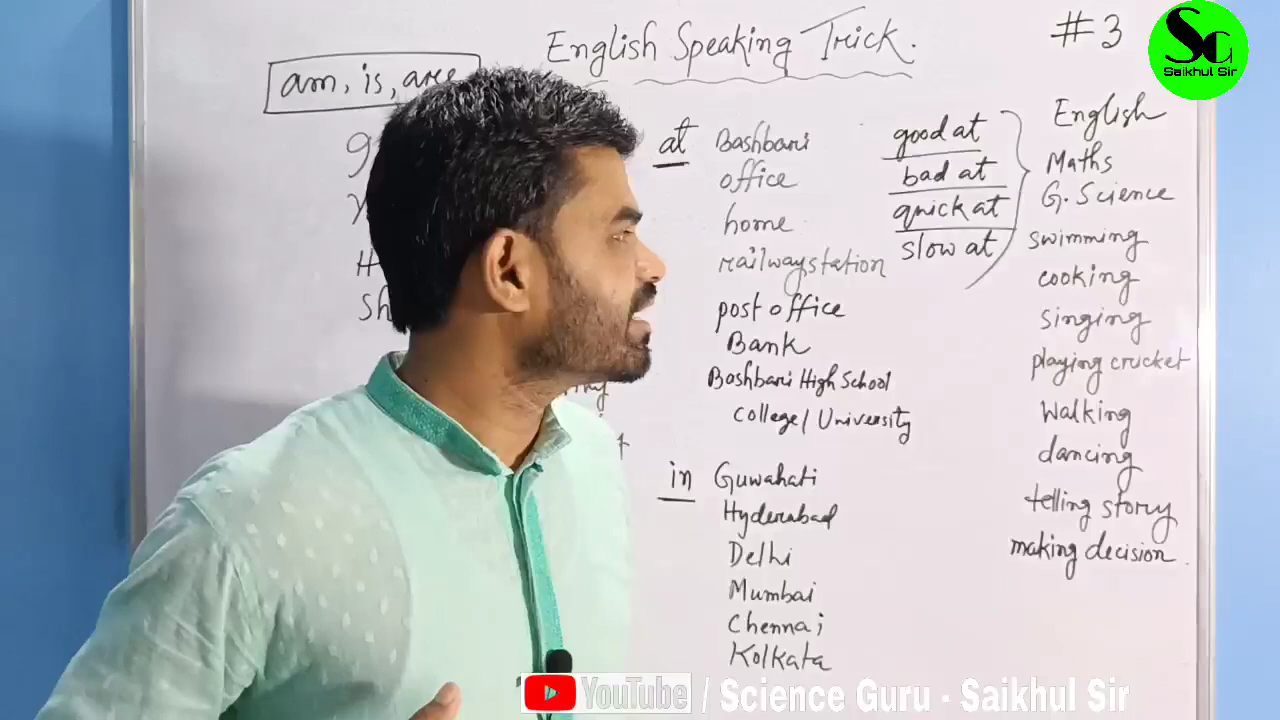 English Speaking Trick.
#3
SG
Saikhul Sir
am, is, are
at Bashbari
office
home
railway station
post office
Bank
Bashbari High School
College/University
in Guwahati
Hyderabad
Delhi
Mumbai
Chennai
Kolkata
good at
bad at
quick at
slow at
English
Maths
G. Science
swimming
cooking
singing
playing cricket
walking
dancing
telling story
making decision.
YouTube / Science Guru - Saikhul Sir